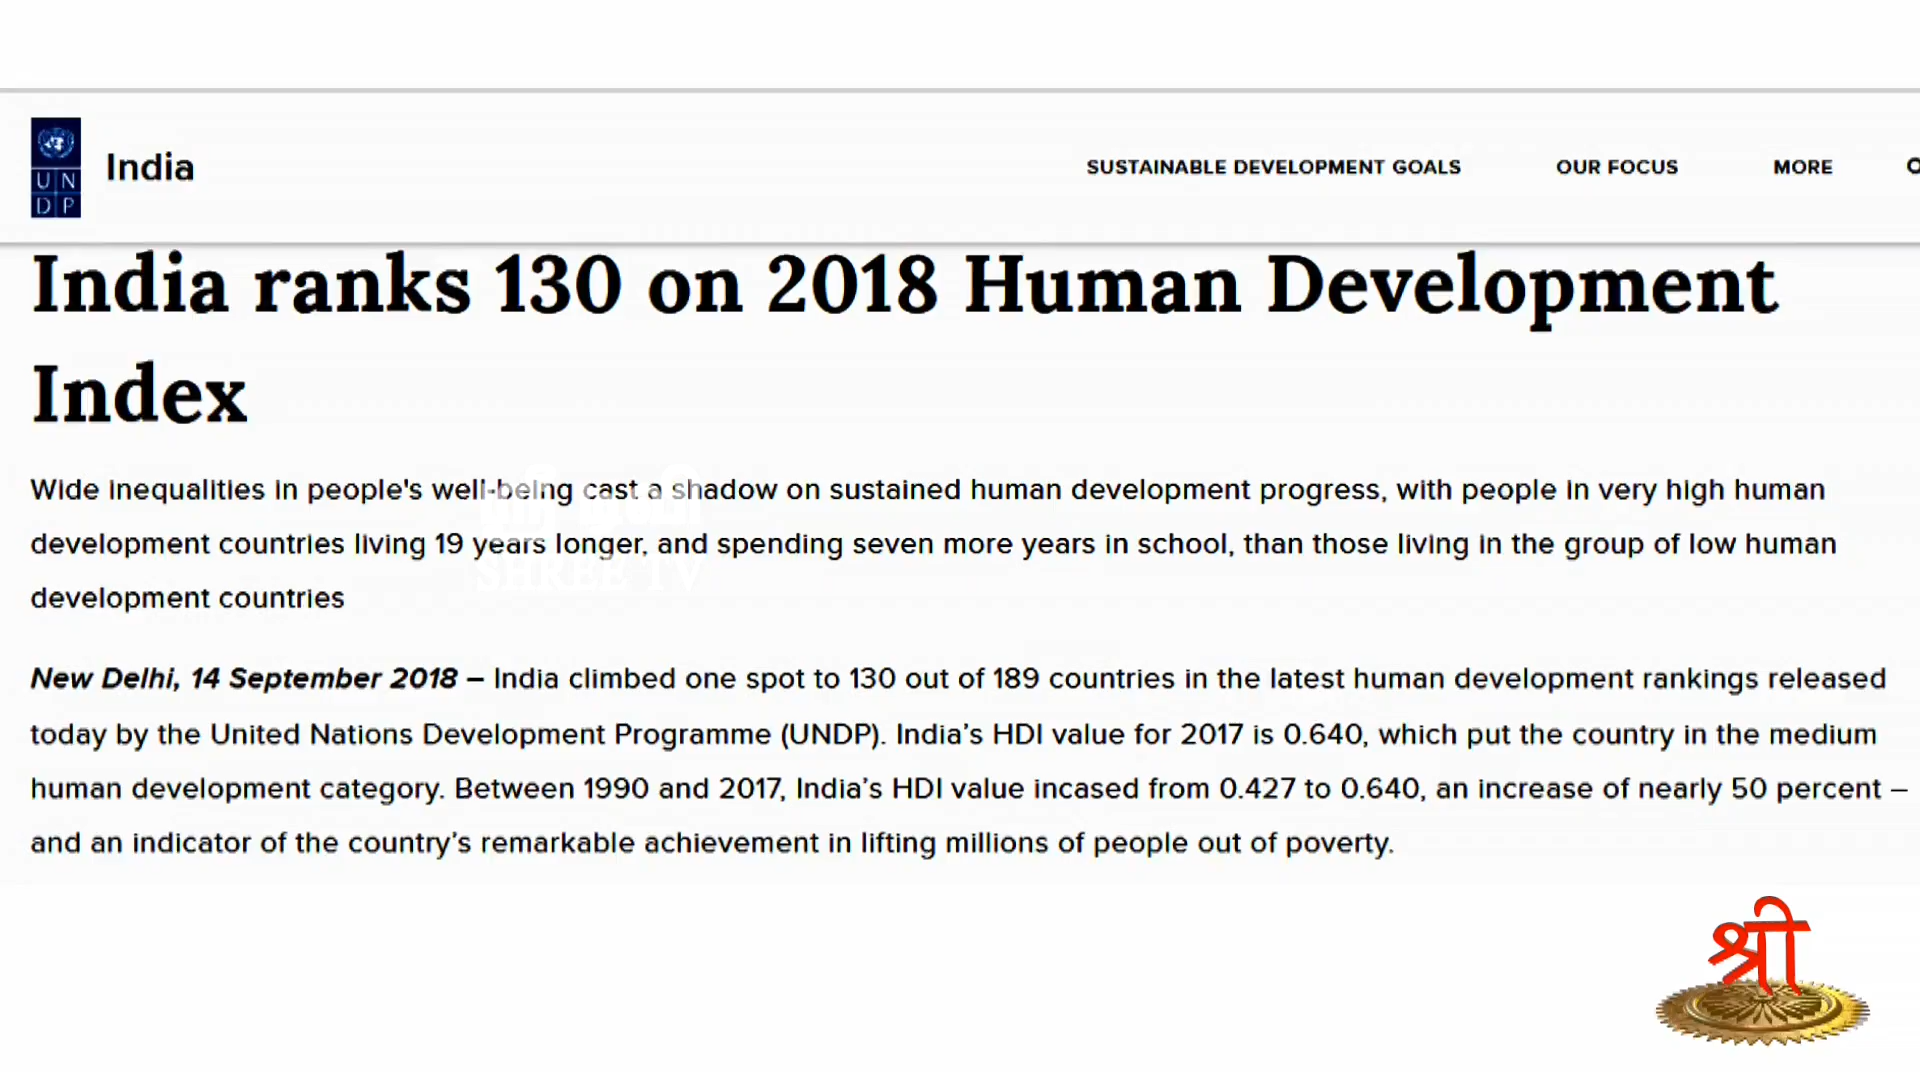 UN
DP
India
SUSTAINABLE DEVELOPMENT GOALS
OUR FOCUS
MORE
India ranks 130 on 2018 Human Development
Index
Wide inequalities in people's well-being cast a shadow on sustained human development progress, with people in very high human
development countries living 19 years longer, and spending seven more years in school, than those living in the group of low human
development countries
SHREE TV
New Delhi, 14 September 2018 – India climbed one spot to 130 out of 189 countries in the latest human development rankings released
today by the United Nations Development Programme (UNDP). India’s HDI value for 2017 is 0.640, which put the country in the medium
human development category. Between 1990 and 2017, India’s HDI value incased from 0.427 to 0.640, an increase of nearly 50 percent –
and an indicator of the country’s remarkable achievement in lifting millions of people out of poverty.
श्री